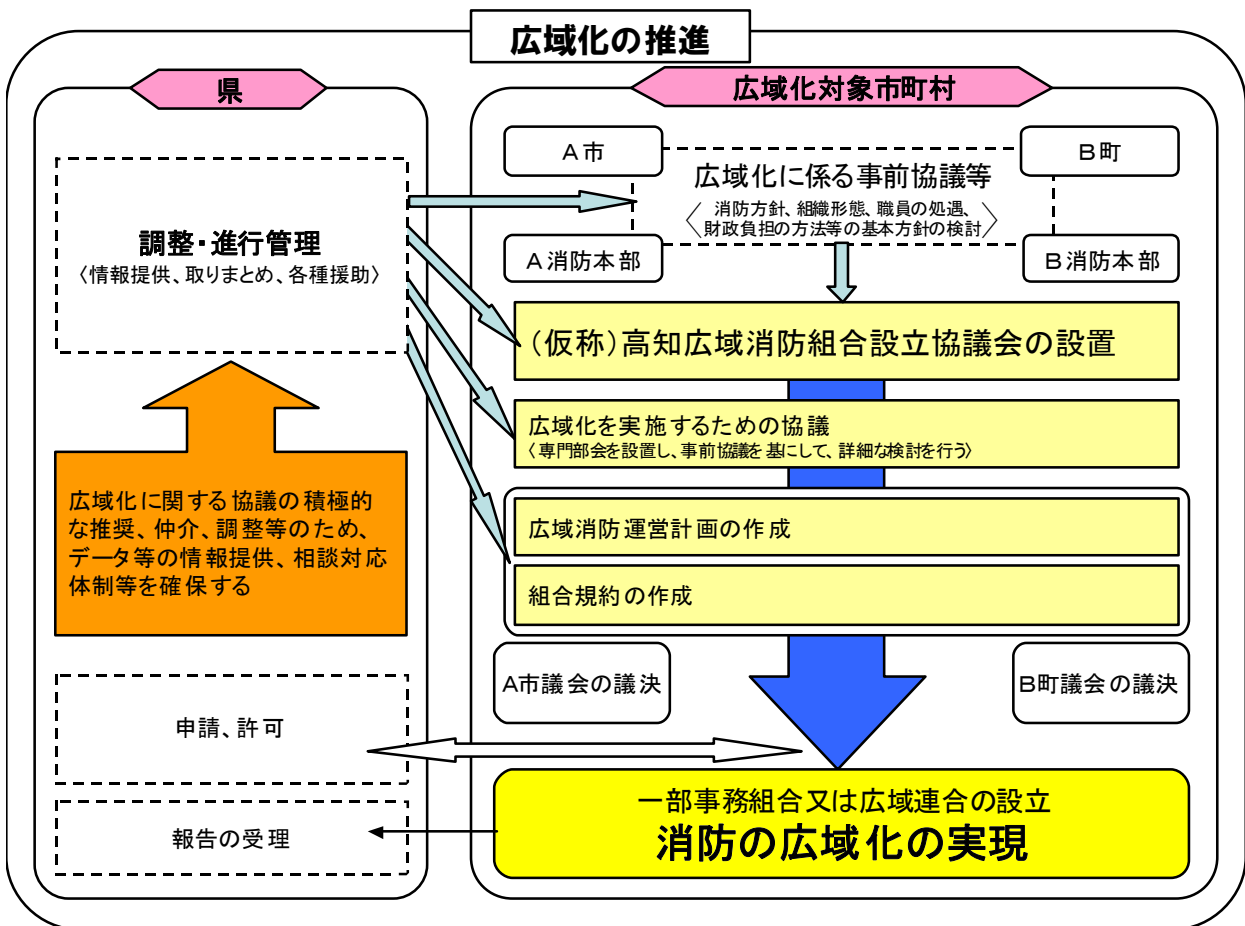 広域化の推進
県
調整・進行管理
〈情報提供、取りまとめ、各種援助〉
広域化に関する協議の積極的
な推奨、仲介、調整等のため、
データ等の情報提供、相談対応
体制等を確保する
申請、許可
報告の受理
広域化対象市町村
A市
B町
広域化に係る事前協議等
〈消防方針、組織形態、職員の処遇、
財政負担の方法等の基本方針の検討〉
A消防本部
B消防本部
(仮称)高知広域消防組合設立協議会の設置
広域化を実施するための協議
〈専門部会を設置し、事前協議を基にして、詳細な検討を行う〉
広域消防運営計画の作成
組合規約の作成
A市議会の議決
B町議会の議決
一部事務組合又は広域連合の設立
消防の広域化の実現